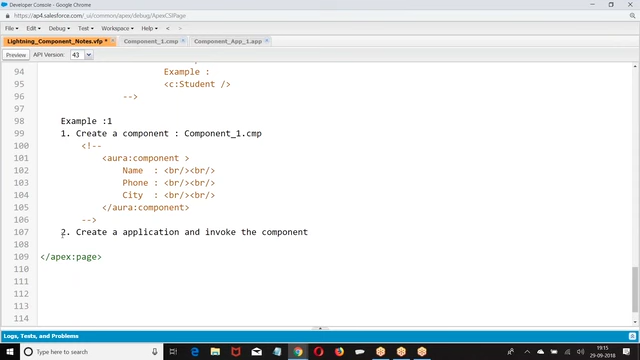 Developer Console - Google Chrome
https://ap4.salesforce.com/_ui/common/apex/debug/ApexCSIPage
File Edit Debug Test Workspace Help < >
Lightning_Component_Notes.vfp * Component_1.cmp Component_App_1.app
Preview API Version: 43
94 Example :
95 <c:Student />
96 -->
97
98 Example :1
99 1. Create a component : Component_1.cmp
100 <!--
101 <aura:component >
102 Name : <br/><br/>
103 Phone : <br/><br/>
104 City : <br/><br/>
105 </aura:component>
106 -->
107 2. Create a application and invoke the component
108
109 </apex:page>
110
111
112
113
114
Logs, Tests, and Problems
Type here to search
19:15
29-09-2018